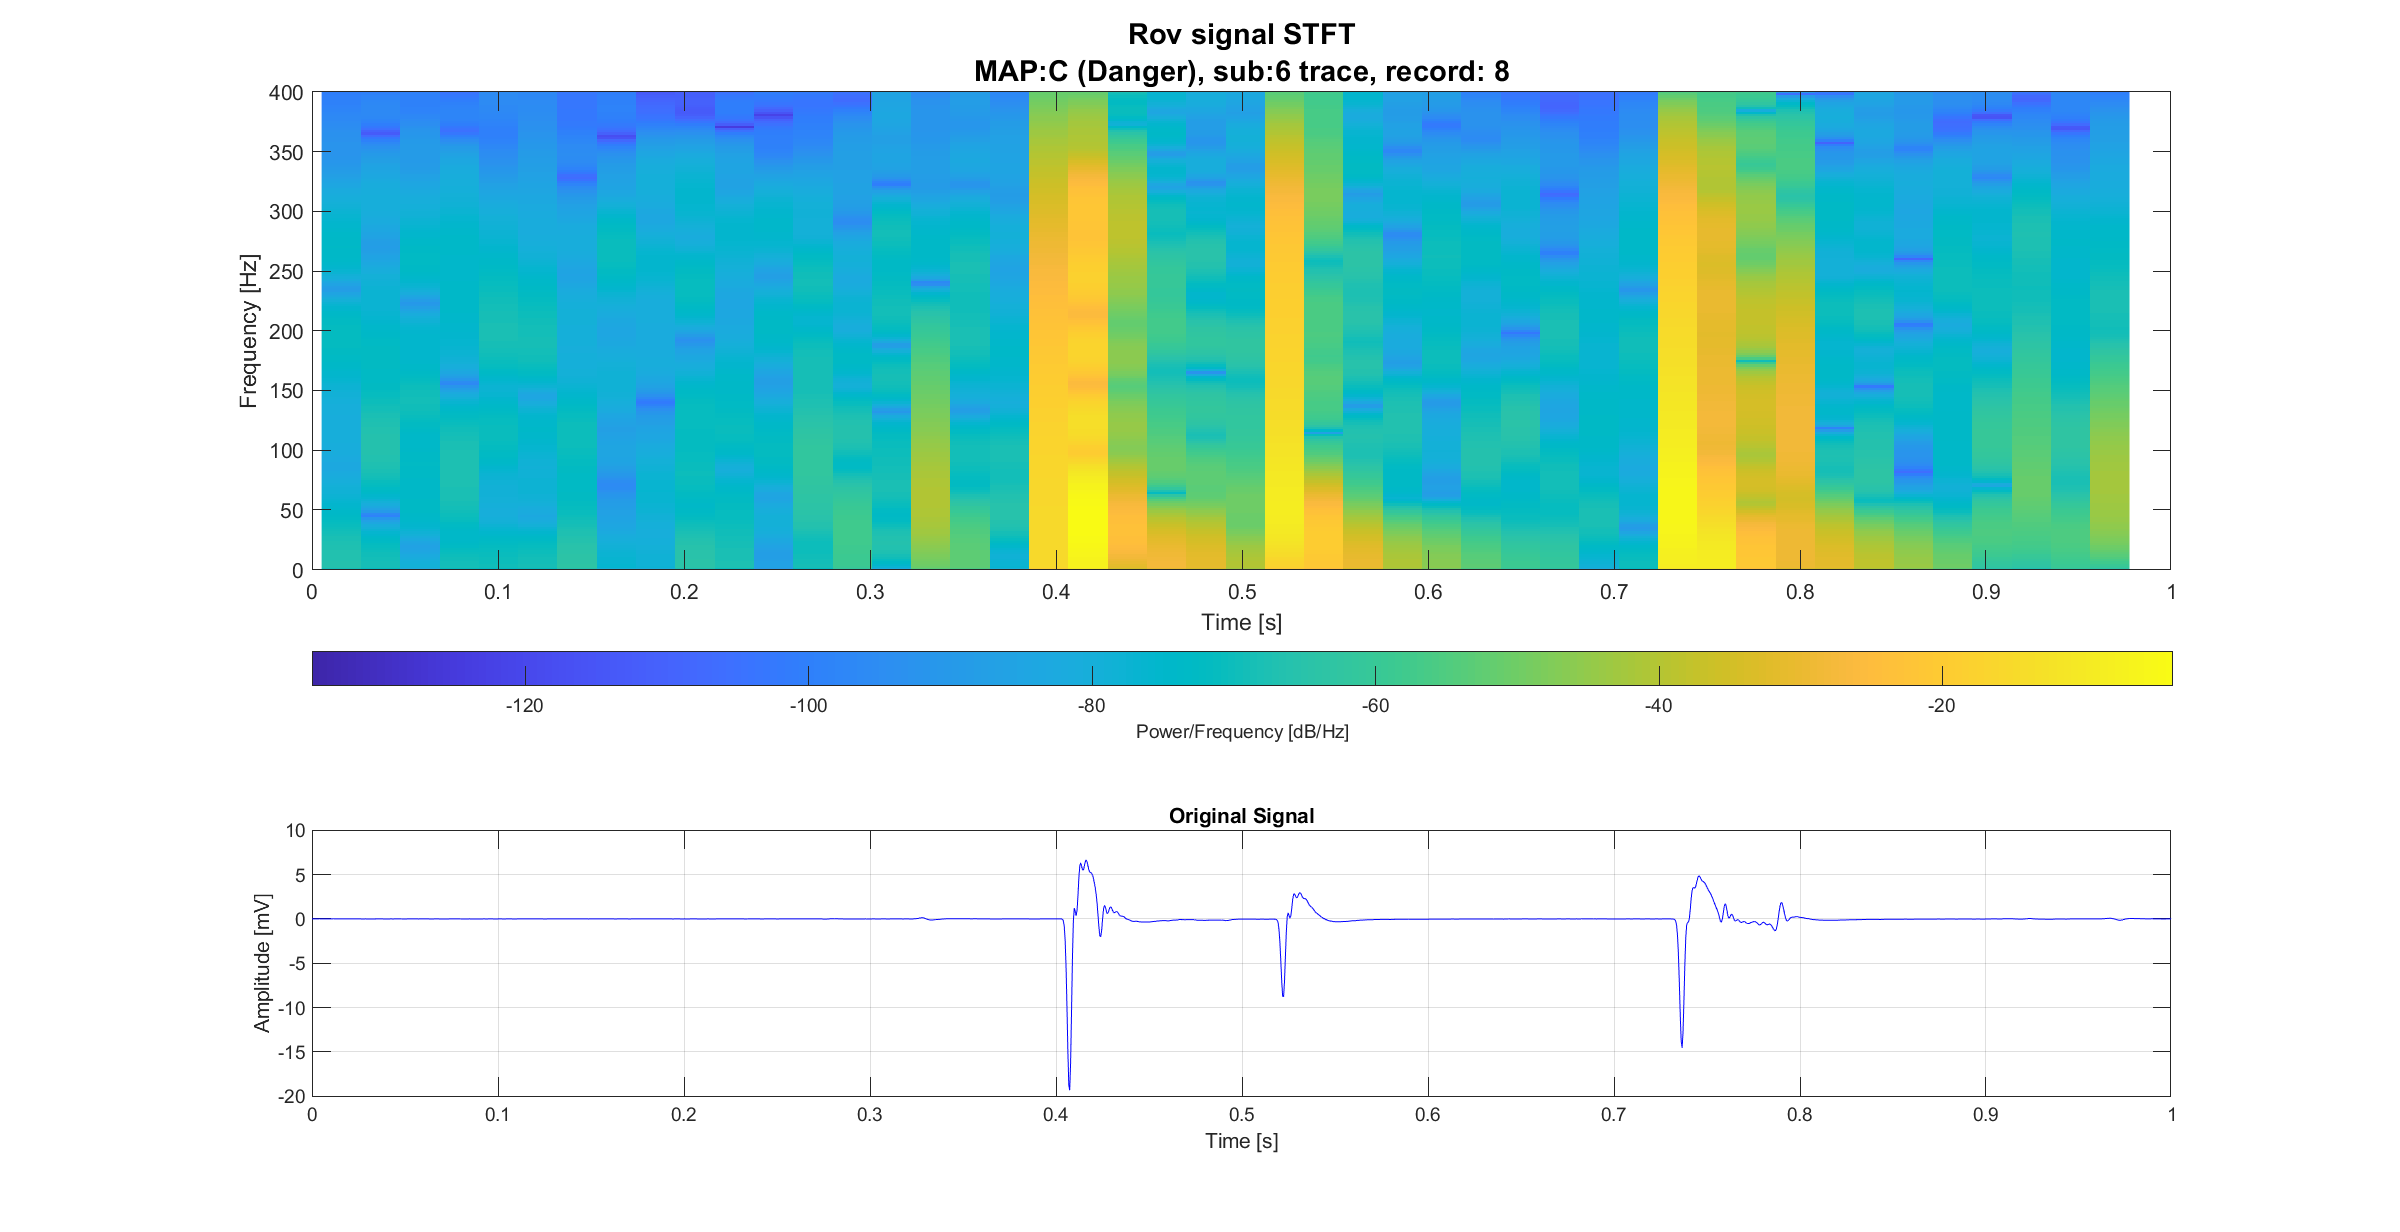 Rov signal STFT
MAP:C (Danger), sub:6 trace, record: 8
400
350
300
250
200
150
100
50
0
Frequency [Hz]
0 0.1 0.2 0.3 0.4 0.5 0.6 0.7 0.8 0.9 1
Time [s]
-120 -100 -80 -60 -40 -20
Power/Frequency [dB/Hz]
Original Signal
10
5
0
-5
-10
-15
-20
Amplitude [mV]
0 0.1 0.2 0.3 0.4 0.5 0.6 0.7 0.8 0.9 1
Time [s]